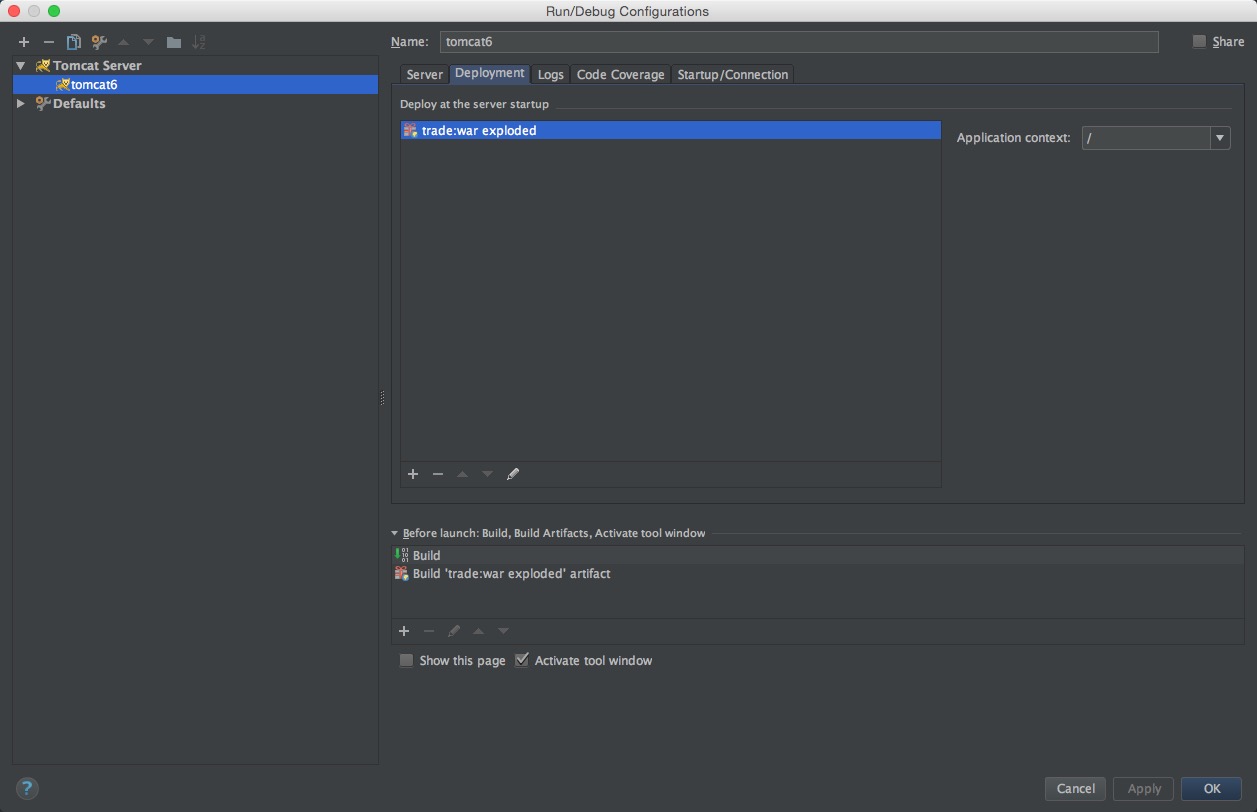 Run/Debug Configurations
Name: tomcat6 Share
Tomcat Server
tomcat6
Defaults
Server Deployment Logs Code Coverage Startup/Connection
Deploy at the server startup
trade:war exploded
Application context: /
Before launch: Build, Build Artifacts, Activate tool window
Build
Build 'trade:war exploded' artifact
Show this page Activate tool window
? Cancel Apply OK